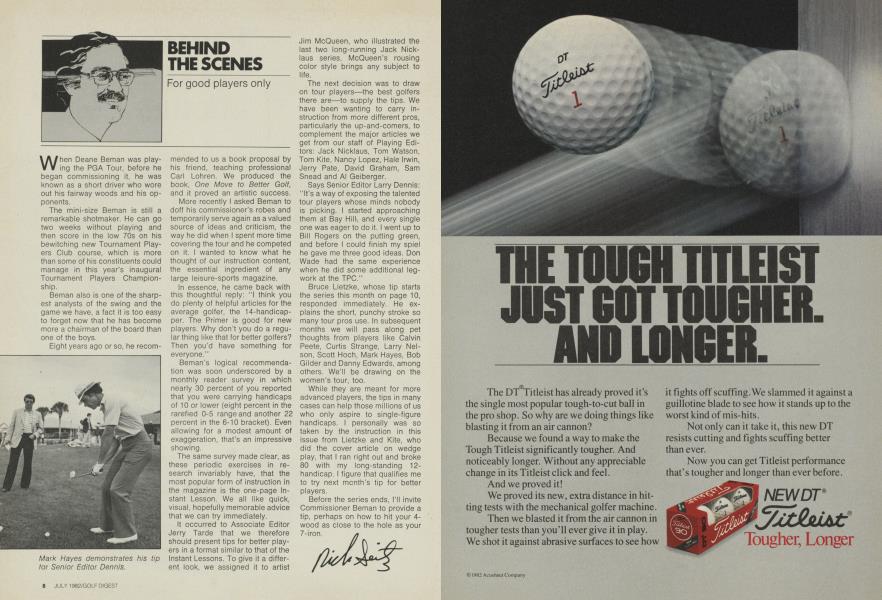 BEHIND
THE SCENES
For good players only
When Deane Beman was play-
ing the PGA Tour, before he
began commissioning it, he was
known as a short driver who wore
out his fairway woods and his op-
ponents.
The mini-size Beman is still a
remarkable shotmaker. He can go
two weeks without playing and
then score in the low 70s on his
bewitching new Tournament Play-
ers Club course, which is more
than some of his constituents could
manage in this year's inaugural
Tournament Players Champion-
ship.
Beman also is one of the sharp-
est analysts of the swing and the
game we have, a fact it is too easy
to forget now that he has become
more a chairman of the board than
one of the boys.
Eight years or so ago, he recom-
mended to us a book proposal by
his friend, teaching professional
Carl Lohren. We produced the
book, One Move to Better Golf,
and it proved an artistic success.
More recently I asked Beman to
doff his commissioner's robes and
temporarily serve again as a valued
source of ideas and criticism, the
way he did when I spent more time
covering the tour and he competed
on it. I wanted to know what he
thought of our instruction content,
the essential ingredient of any
large leisure-sports magazine.
In essence, he came back with
this thoughtful reply: "I think you
do plenty of helpful articles for the
average golfer, the 14-handicap-
per. The Primer is good for new
players. Why don't you do a regu-
lar thing like that for better golfers?
Then you'd have something for
everyone."
Beman's logical recommenda-
tion was soon underscored by a
monthly reader survey in which
nearly 30 percent of you reported
that you were carrying handicaps
of 10 or lower (eight percent in the
rarefied 0-5 range and another 22
percent in the 6-10 bracket). Even
allowing for a modest amount of
exaggeration, that's an impressive
showing.
The same survey made clear, as
these periodic exercises in re-
search invariably have, that the
most popular form of instruction in
the magazine is the one-page In-
stant Lesson. We all like quick,
visual, hopefully memorable advice
that we can try immediately.
It occurred to Associate Editor
Jerry Tarde that we therefore
should present tips for better play-
ers in a format similar to that of the
Instant Lessons. To give it a differ-
ent look, we assigned it to artist
Jim McQueen, who illustrated the
last two long-running Jack Nick-
laus series. McQueen's rousing
color style brings any subject to
life.
The next decision was to draw
on tour players—the best golfers
there are—to supply the tips. We
have been wanting to carry in-
struction from more different pros,
particularly the up-and-comers, to
complement the major articles we
get from our staff of Playing Edi-
tors: Jack Nicklaus, Tom Watson,
Tom Kite, Nancy Lopez, Hale Irwin,
Jerry Pate, David Graham, Sam
Snead and Al Geiberger.
Says Senior Editor Larry Dennis:
"It's a way of exposing the talented
tour players whose minds nobody
is picking. I started approaching
them at Bay Hill, and every single
one was eager to do it. I went up to
Bill Rogers on the putting green,
and before I could finish my spiel
he gave me three good ideas. Don
Wade had the same experience
when he did some additional leg-
work at the TPC."
Bruce Lietzke, whose tip starts
the series this month on page 10,
responded immediately. He ex-
plains the short, punchy stroke so
many tour pros use. In subsequent
months we will pass along pet
thoughts from players like Calvin
Peete, Curtis Strange, Larry Nel-
son, Scott Hoch, Mark Hayes, Bob
Gilder and Danny Edwards, among
others. We'll be drawing on the
women's tour, too.
While they are meant for more
advanced players, the tips in many
cases can help those millions of us
who only aspire to single-figure
handicaps. I personally was so
taken by the instruction in this
issue from Lietzke and Kite, who
did the cover article on wedge
play, that I ran right out and broke
80 with my long-standing 12-
handicap. I figure that qualifies me
to try next month's tip for better
players.
Before the series ends, I'll invite
Commissioner Beman to provide a
tip, perhaps on how to hit your 4-
wood as close to the hole as your
7-iron.
Nick Seitz
Mark Hayes demonstrates his tip
for Senior Editor Dennis.
8 JULY 1982/GOLF DIGEST
DT
Titleist
1
Titleist
1
THE TOUGH TITLEIST
JUST GOT TOUGHER.
AND LONGER.
The DT® Titleist has already proved it's
the single most popular tough-to-cut ball in
the pro shop. So why are we doing things like
blasting it from an air cannon?
Because we found a way to make the
Tough Titleist significantly tougher. And
noticeably longer. Without any appreciable
change in its Titleist click and feel.
And we proved it!
We proved its new, extra distance in hit-
ting tests with the mechanical golfer machine.
Then we blasted it from the air cannon in
tougher tests than you'll ever give it in play.
We shot it against abrasive surfaces to see how
it fights off scuffing. We slammed it against a
guillotine blade to see how it stands up to the
worst kind of mis-hits.
Not only can it take it, this new DT
resists cutting and fights scuffing better
than ever.
Now you can get Titleist performance
that's tougher and longer than ever before.
Titleist
90
Titleist
NEW DT®
Titleist®
Tougher, Longer
© 1982 Acushnet Company